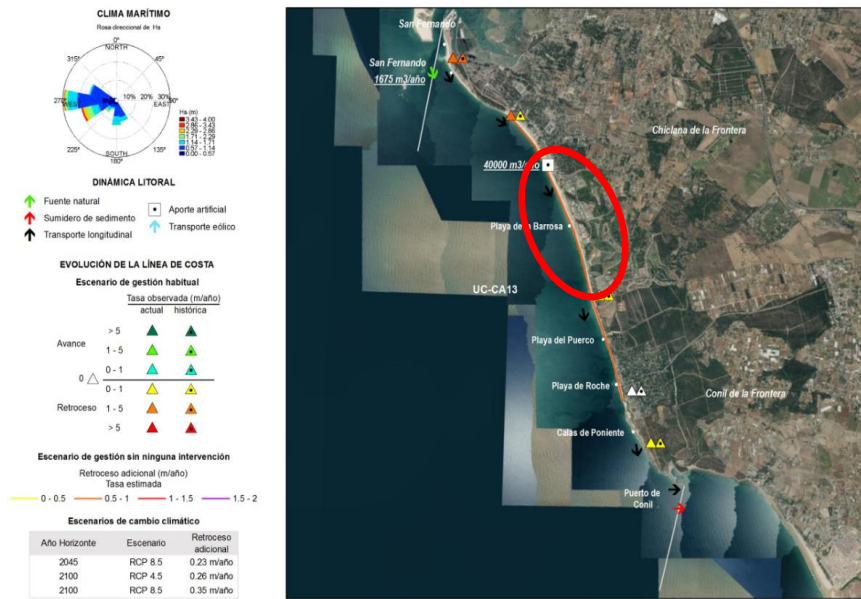 CLIMA MARÍTIMO
Rosa direccional de Hs
0º
NORTH
315º
45º
270º
WEST
10%
20%
30%
EAST
90º
225º
SOUTH
180º
135º
Hs (m)
3.43 - 4.00
2.86 - 3.43
2.29 - 2.86
1.71 - 2.29
1.14 - 1.71
0.57 - 1.14
0.00 - 0.57
DINÁMICA LITORAL
Fuente natural
Sumidero de sedimento
Transporte longitudinal
Aporte artificial
Transporte eólico
EVOLUCIÓN DE LA LÍNEA DE COSTA
Escenario de gestión habitual
Tasa observada (m/año)
actual histórica
Avance
> 5
1 - 5
0 - 1
0
Retroceso
0 - 1
1 - 5
> 5
Escenario de gestión sin ninguna intervención
Retroceso adicional (m/año)
Tasa estimada
0 - 0.5 0.5 - 1 1 - 1.5 1.5 - 2
Escenarios de cambio climático
Año Horizonte Escenario Retroceso adicional
2045 RCP 8.5 0.23 m/año
2100 RCP 4.5 0.26 m/año
2100 RCP 8.5 0.35 m/año
San Fernando
San Fernando
1675 m3/año
Chiclana de la Frontera
40000 m3/año
Playa de la Barrosa
UC-CA13
Playa del Puerco
Playa de Roche
Conil de la Frontera
Calas de Poniente
Puerto de
Conil